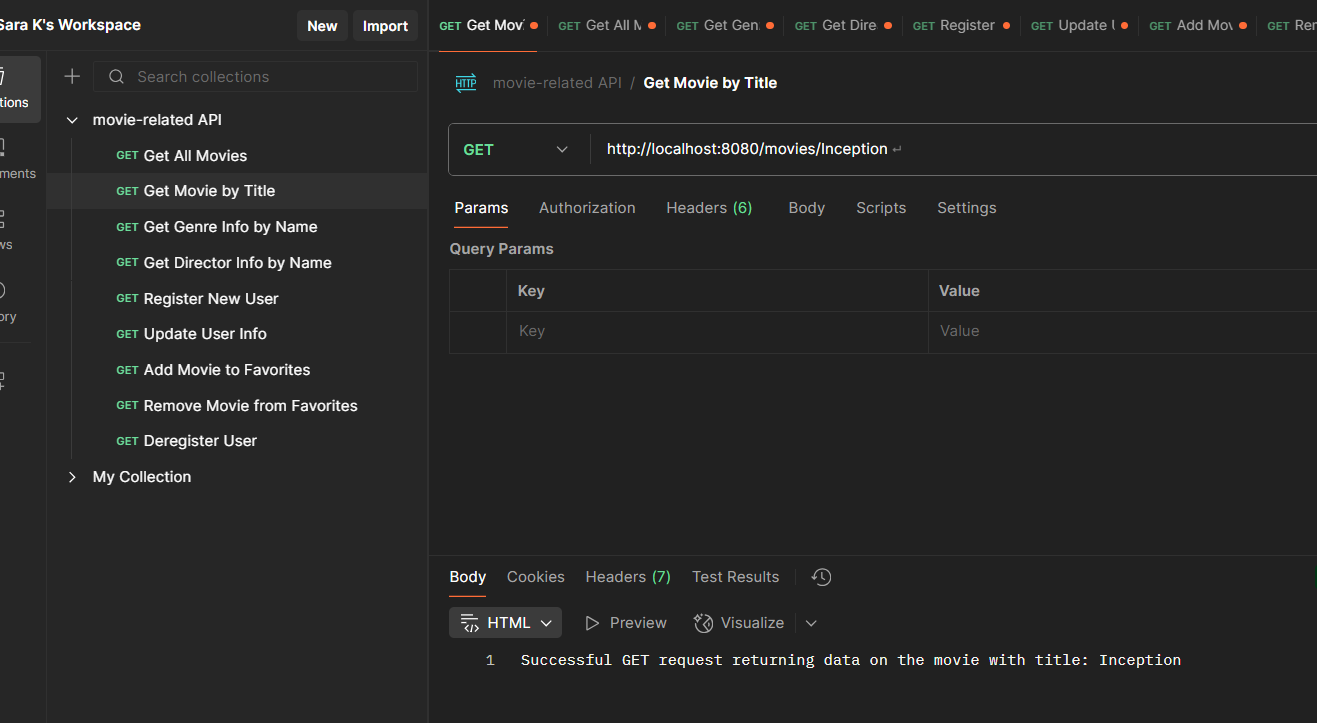 Sara K's Workspace
New
Import
tions
ments
ws
ory
Search collections
movie-related API
GET Get All Movies
GET Get Movie by Title
GET Get Genre Info by Name
GET Get Director Info by Name
GET Register New User
GET Update User Info
GET Add Movie to Favorites
GET Remove Movie from Favorites
GET Deregister User
My Collection
GET Get Movi
GET Get All M
GET Get Gen
GET Get Dire
GET Register
GET Update U
GET Add Mov
GET Rem
HTTP movie-related API / Get Movie by Title
GET http://localhost:8080/movies/Inception ↵
Params Authorization Headers (6) Body Scripts Settings
Query Params
Key Value
Key Value
Body Cookies Headers (7) Test Results
HTML Preview Visualize
1 Successful GET request returning data on the movie with title: Inception